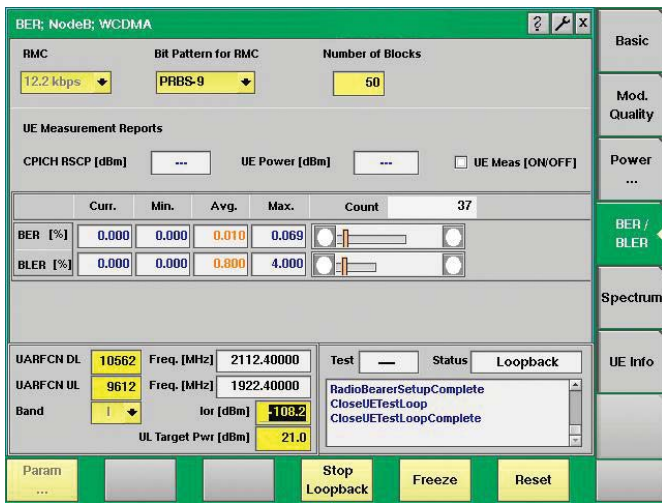 BER; NodeB; WCDMA ? x
RMC Bit Pattern for RMC Number of Blocks
12.2 kbps PRBS-9 50
UE Measurement Reports
CPICH RSCP [dBm] --- UE Power [dBm] --- UE Meas [ON/OFF]
Curr. Min. Avg. Max. Count 37
BER [%] 0.000 0.000 0.010 0.069
BLER [%] 0.000 0.000 0.800 4.000
UARFCN DL 10562 Freq. [MHz] 2112.40000
UARFCN UL 9612 Freq. [MHz] 1922.40000
Band I Ior [dBm] -108.2
UL Target Pwr [dBm] 21.0
Test — Status Loopback
RadioBearerSetupComplete
CloseUETestLoop
CloseUETestLoopComplete
Basic
Mod.
Quality
Power
...
BER /
BLER
Spectrum
UE Info
Param
...
Stop
Loopback
Freeze
Reset